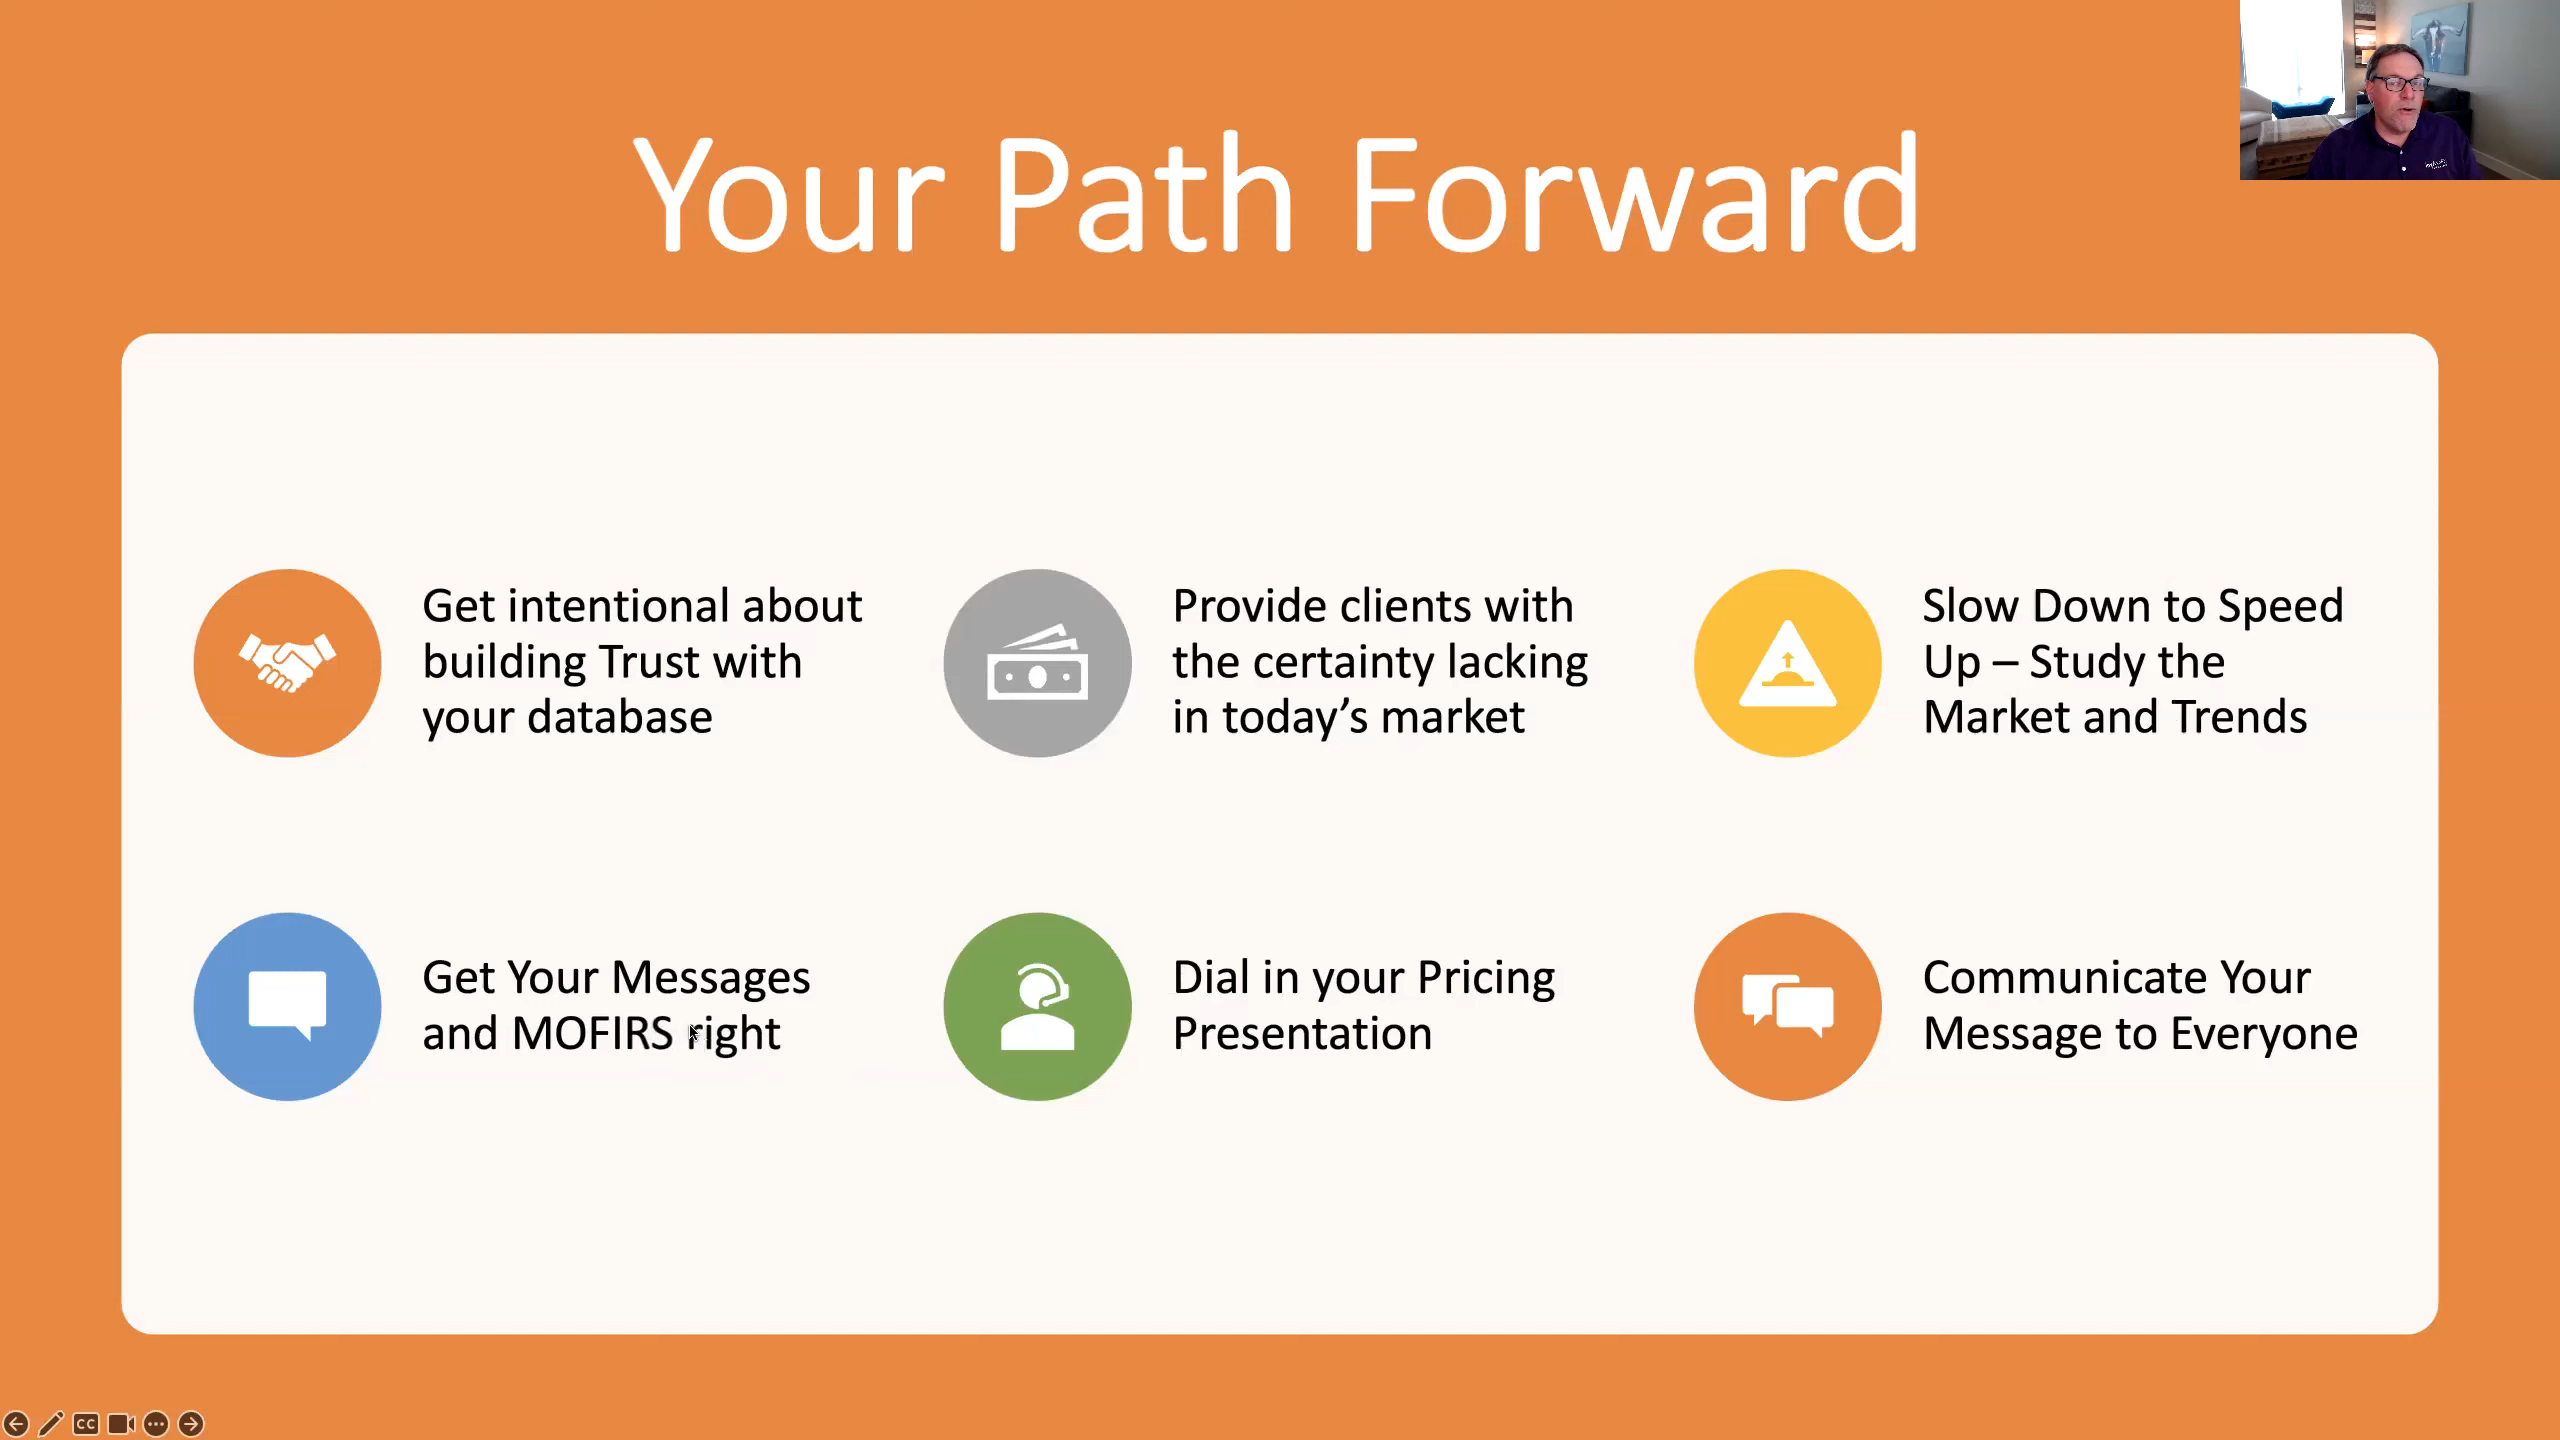 Your Path Forward
Get intentional about
building Trust with
your database
Provide clients with
the certainty lacking
in today's market
Slow Down to Speed
Up – Study the
Market and Trends
Get Your Messages
and MOFIRS right
Dial in your Pricing
Presentation
Communicate Your
Message to Everyone
CC